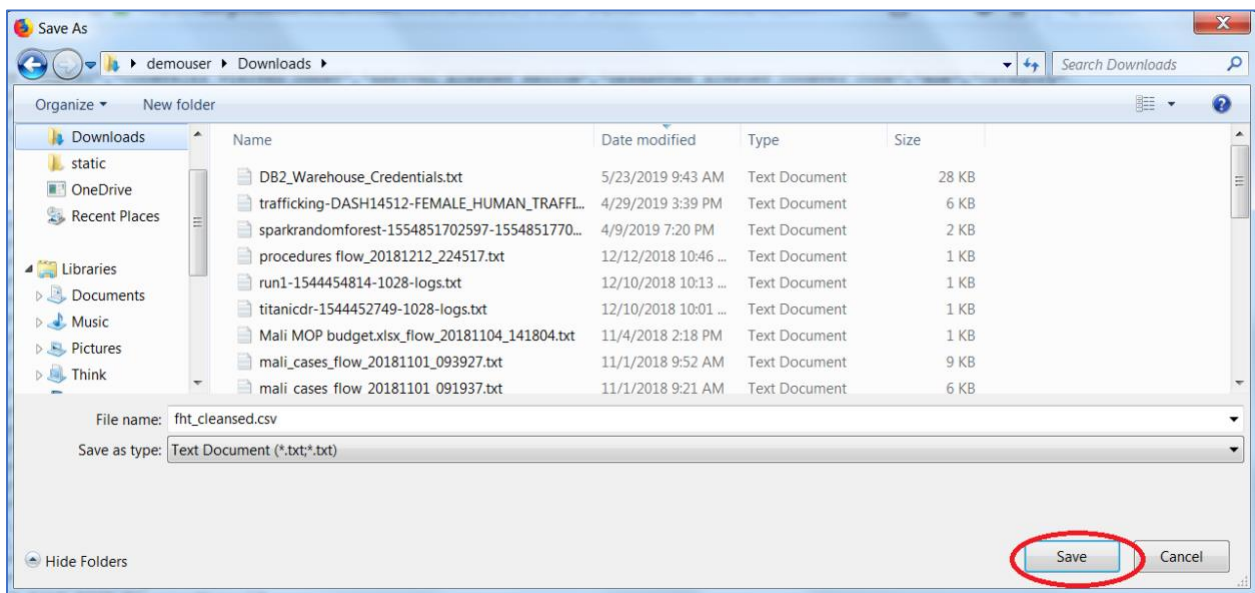 Save As
demouser Downloads
Search Downloads
Organize New folder
Downloads
static
OneDrive
Recent Places
Libraries
Documents
Music
Pictures
Think
Name Date modified Type Size
DB2_Warehouse_Credentials.txt 5/23/2019 9:43 AM Text Document 28 KB
trafficking-DASH14512-FEMALE_HUMAN_TRAFFI... 4/29/2019 3:39 PM Text Document 6 KB
sparkrandomforest-1554851702597-1554851770... 4/9/2019 7:20 PM Text Document 2 KB
procedures flow_20181212_224517.txt 12/12/2018 10:46 ... Text Document 1 KB
run1-1544454814-1028-logs.txt 12/10/2018 10:13 ... Text Document 1 KB
titanicdr-1544452749-1028-logs.txt 12/10/2018 10:01 ... Text Document 1 KB
Mali MOP budget.xlsx_flow_20181104_141804.txt 11/4/2018 2:18 PM Text Document 1 KB
mali_cases_flow_20181101_093927.txt 11/1/2018 9:52 AM Text Document 9 KB
mali_cases_flow_20181101_091937.txt 11/1/2018 9:21 AM Text Document 6 KB
File name: fht_cleansed.csv
Save as type: Text Document (*.txt;*.txt)
Hide Folders
Save Cancel